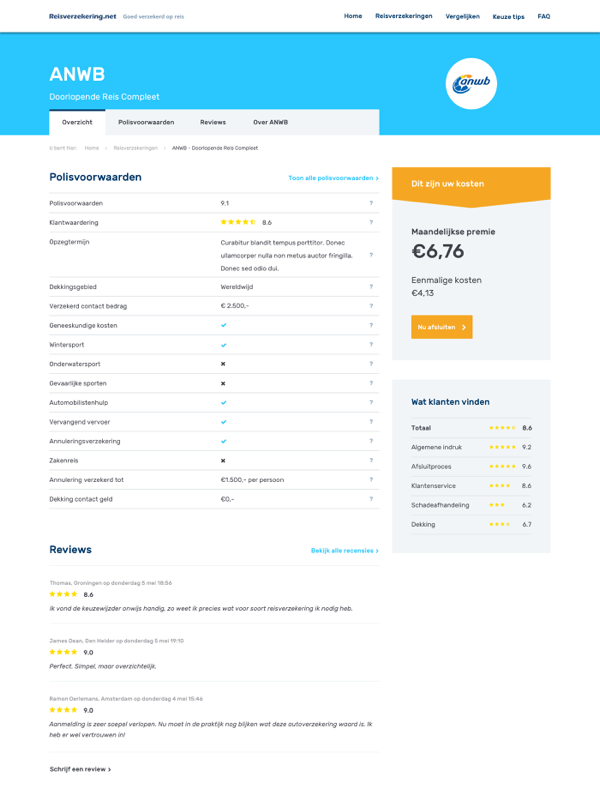 Reisverzekering.net Goed verzekerd op reis
Home Reisverzekeringen Vergelijken Keuze tips FAQ
ANWB
Doorlopende Reis Compleet
anwb
Overzicht Polisvoorwaarden Reviews Over ANWB
U bent hier: Home > Reisverzekeringen > ANWB - Doorlopende Reis Compleet
Polisvoorwaarden
Toon alle polisvoorwaarden >
Polisvoorwaarden 9.1 ?
Klantwaardering 8.6 ?
Opzegtermijn Curabitur blandit tempus porttitor. Donec
ullamcorper nulla non metus auctor fringilla. ?
Donec sed odio dui.
Dekkingsgebied Wereldwijd ?
Verzekerd contact bedrag € 2.500,- ?
Geneeskundige kosten ?
Wintersport ?
Onderwatersport ?
Gevaarlijke sporten ?
Automobilistenhulp ?
Vervangend vervoer ?
Annuleringsverzekering ?
Zakenreis ?
Annulering verzekerd tot €1.500,- per persoon ?
Dekking contact geld €0,- ?
Dit zijn uw kosten
Maandelijkse premie
€6,76
Eenmalige kosten
€4,13
Nu afsluiten >
Wat klanten vinden
Totaal 8.6
Algemene indruk 9.2
Afsluitproces 9.6
Klantenservice 8.6
Schadeafhandeling 6.2
Dekking 6.7
Reviews
Bekijk alle recensies >
Thomas, Groningen op donderdag 5 mei 18:56
8.6
Ik vond de keuzewijzder onwijs handig, zo weet ik precies wat voor soort reisverzekering ik nodig heb.
James Dean, Den Helder op donderdag 5 mei 19:10
9.0
Perfect. Simpel, maar overzichtelijk.
Ramon Oerlemans, Amsterdam op donderdag 4 mei 15:46
9.0
Aanmelding is zeer soepel verlopen. Nu moet in de praktijk nog blijken wat deze autoverzekering waard is. Ik
heb er wel vertrouwen in!
Schrijf een review >